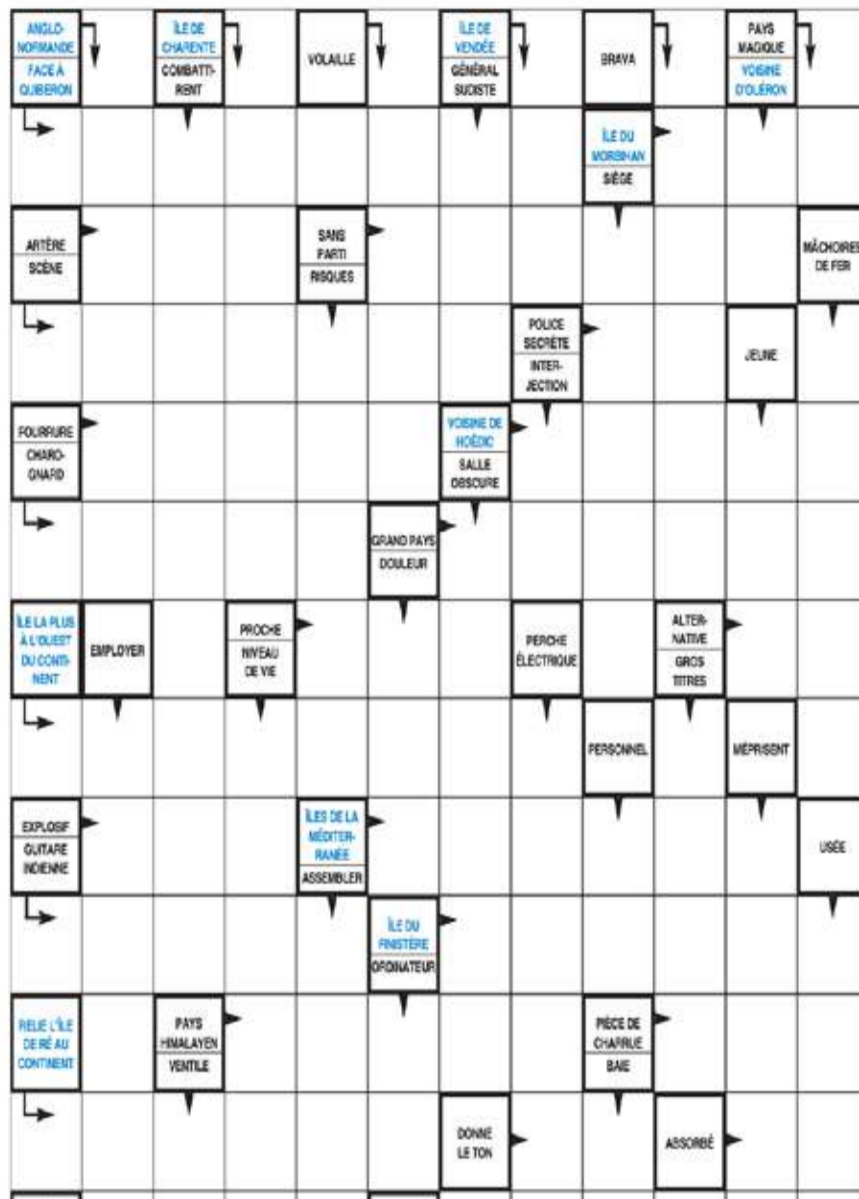 ANGLO-
NORMANDE
FACE À
QUIBERON
ÎLE DE
CHARENTE
COMBATTI-
RENT
VOLAILLE
ÎLE DE
VENDÉE
GÉNÉRAL
SUDISTE
BRAVA
PAYS
MAGIQUE
VOISINE
D'OLÉRON
ÎLE DU
MORBIHAN
SIÈGE
ARTÈRE
SCÈNE
SANS
PARTI
RISQUES
MÂCHOIRES
DE FER
POLICE
SECRÈTE
INTER-
JECTION
JEUNE
FOURRURE
CHARO-
GNARD
VOISINE DE
HOËDIC
SALLE
OBSCURE
GRAND PAYS
DOULEUR
ÎLE LA PLUS
À L'OUEST
DU CONTI-
NENT
EMPLOYER
PROCHE
NIVEAU
DE VIE
PERCHE
ÉLECTRIQUE
ALTER-
NATIVE
GROS
TITRES
PERSONNEL
MÉPRISENT
EXPLOSIF
GUITARE
INDIENNE
ÎLES DE LA
MÉDITER-
RANÉE
ASSEMBLER
USÉE
ÎLE DU
FINISTÈRE
ORDINATEUR
RELIE L'ÎLE
DE RÉ AU
CONTINENT
PAYS
HIMALAYEN
VENTILE
PIÈCE DE
CHARRUE
BAIE
DONNE
LE TON
ABSORBÉ